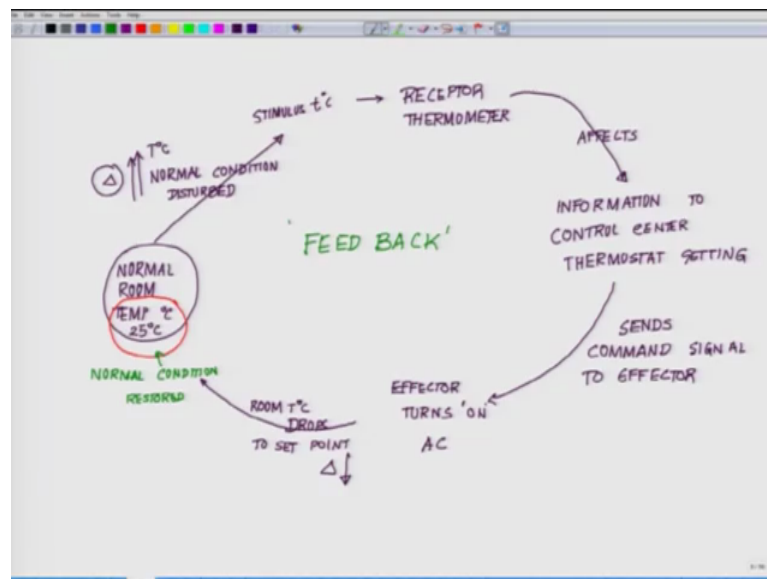 STIMULUS t°C → RECEPTOR
THERMOMETER
AFFECTS
INFORMATION TO
CONTROL CENTER
THERMOSTAT SETTING
SENDS
COMMAND SIGNAL
TO EFFECTOR
EFFECTOR
TURNS "ON"
AC
ROOM T°C
DROPS
TO SET POINT
Δ ↓
NORMAL CONDITION
RESTORED
NORMAL
ROOM
TEMP °C
25°C
Δ ↑↑ T°C
NORMAL CONDITION
DISTURBED
FEED BACK'